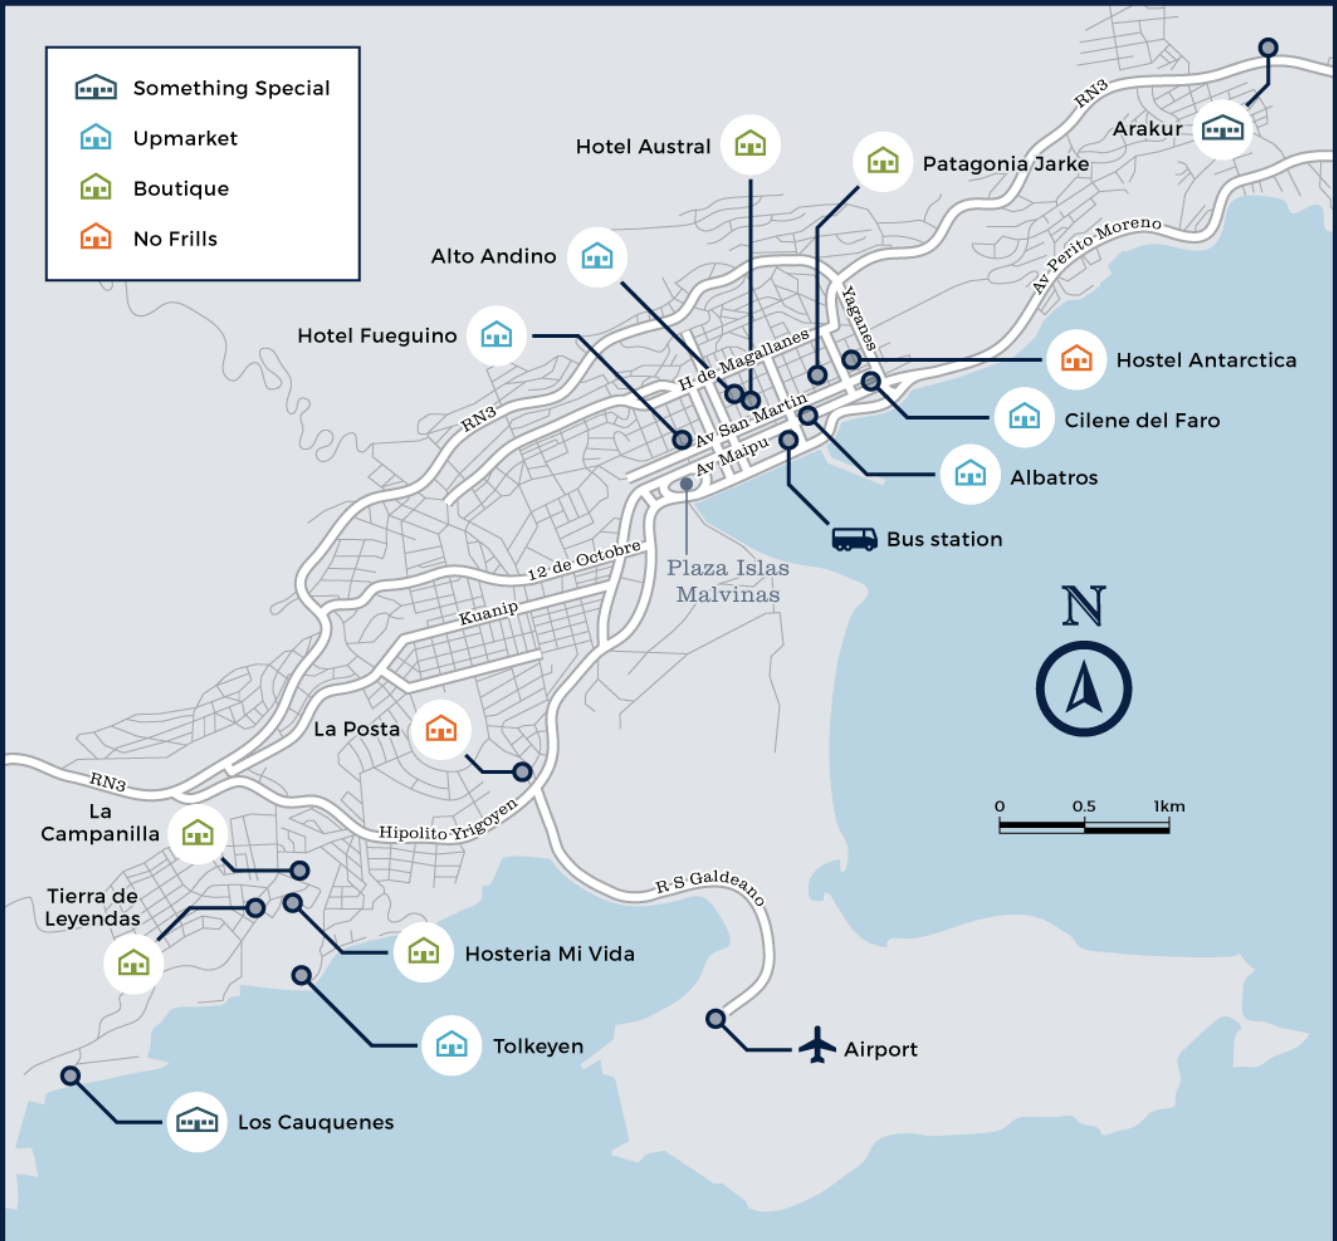 Something Special
Upmarket
Boutique
No Frills
RN3
Arakur
Hotel Austral
Patagonia Jarke
Av Perito Moreno
Alto Andino
Yaganes
Hotel Fueguino
H de Magallanes
Hostel Antarctica
RN3
Av San Martin
Cilene del Faro
Av Maipu
Albatros
Bus station
12 de Octobre
Plaza Islas
Malvinas
Kuanip
N
La Posta
RN3
0 0.5 1km
La
Campanilla
Hipolito Yrigoyen
R S Galdeano
Tierra de
Leyendas
Hosteria Mi Vida
Tolkeyen
Airport
Los Cauquenes